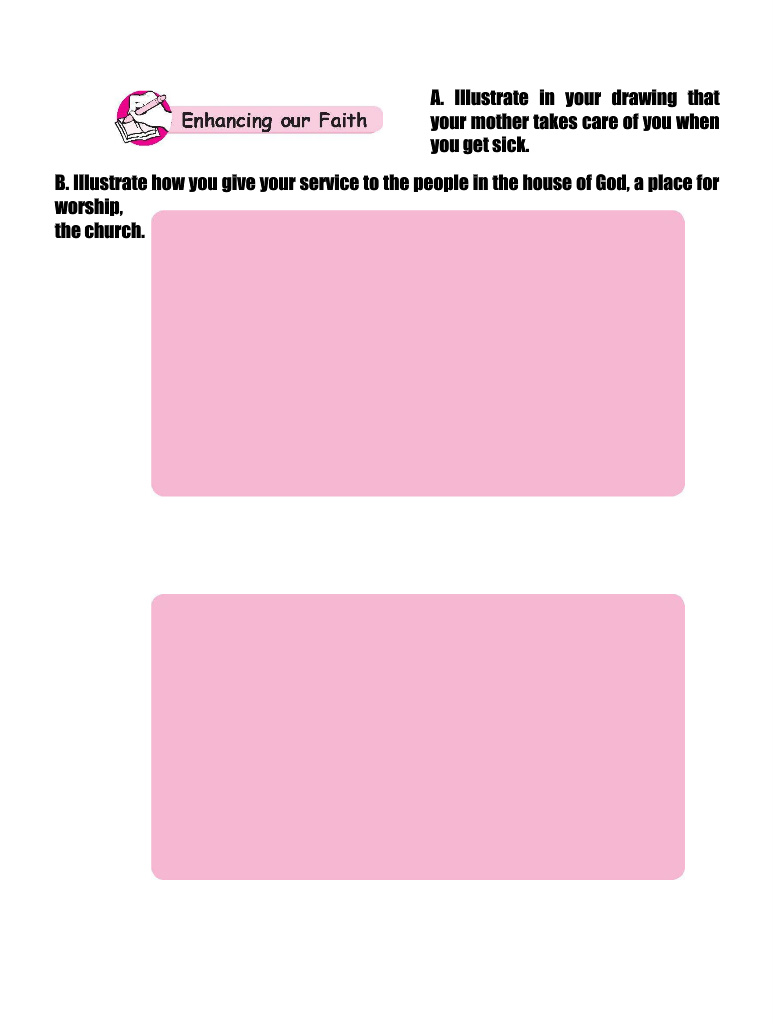 Enhancing our Faith
A. Illustrate in your drawing that
your mother takes care of you when
you get sick.
B. Illustrate how you give your service to the people in the house of God, a place for
worship,
the church.